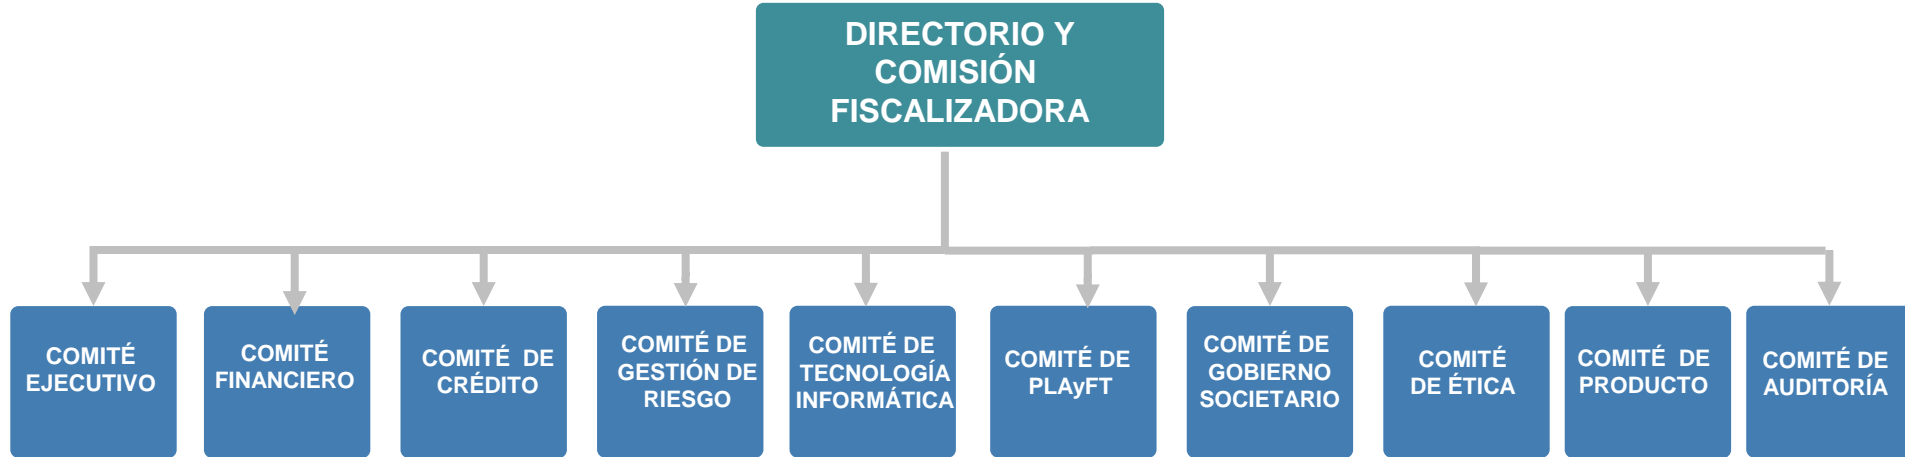 DIRECTORIO Y
COMISIÓN
FISCALIZADORA
COMITÉ
EJECUTIVO
COMITÉ
FINANCIERO
COMITÉ DE
CRÉDITO
COMITÉ DE
GESTIÓN DE
RIESGO
COMITÉ DE
TECNOLOGÍA
INFORMÁTICA
COMITÉ DE
PLAyFT
COMITÉ DE
GOBIERNO
SOCIETARIO
COMITÉ
DE ÉTICA
COMITÉ DE
PRODUCTO
COMITÉ DE
AUDITORÍA